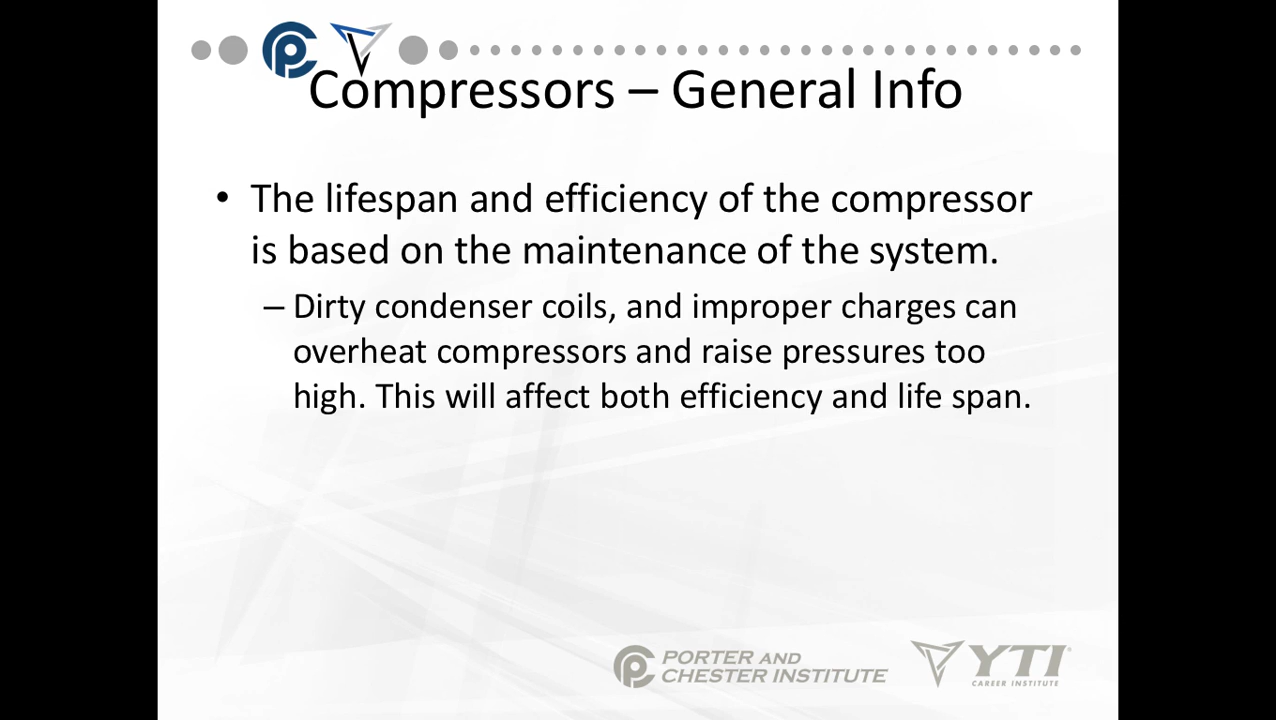 Compressors – General Info
• The lifespan and efficiency of the compressor
is based on the maintenance of the system.
– Dirty condenser coils, and improper charges can
overheat compressors and raise pressures too
high. This will affect both efficiency and life span.
PORTER AND
CHESTER INSTITUTE
YTI®
CAREER INSTITUTE